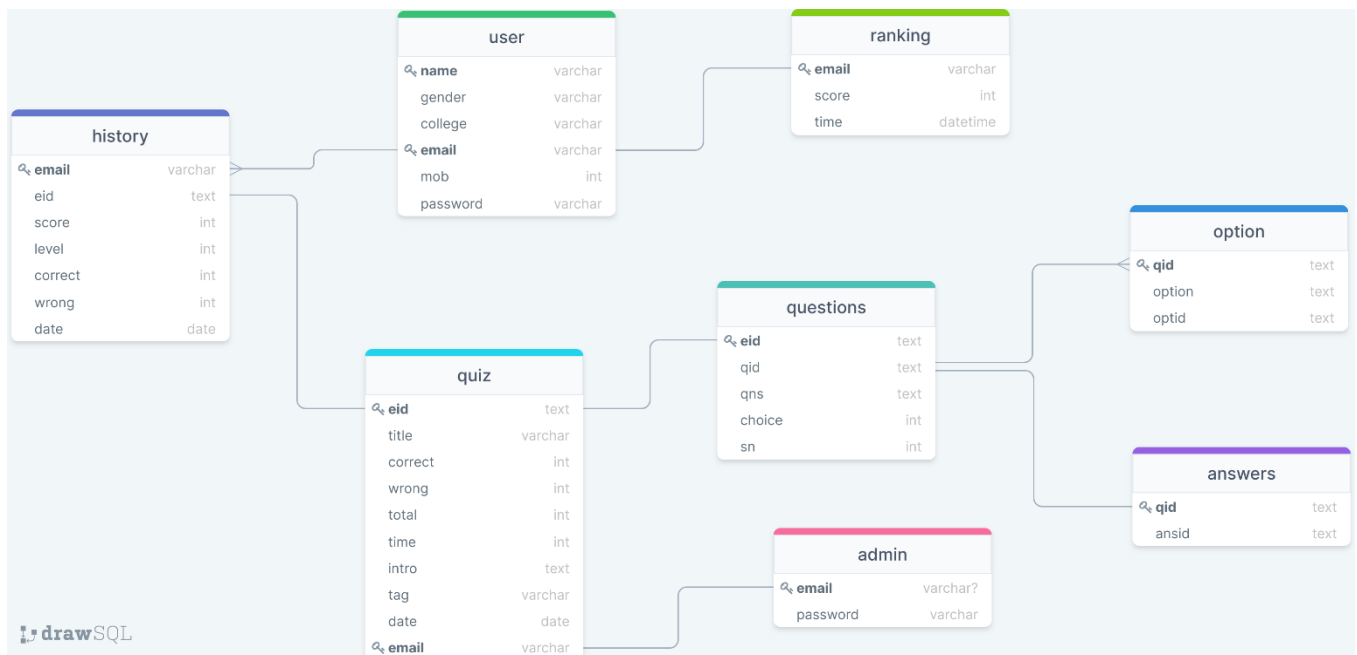 user
name varchar
gender varchar
college varchar
email varchar
mob int
password varchar
ranking
email varchar
score int
time datetime
history
email varchar
eid text
score int
level int
correct int
wrong int
date date
option
qid text
option text
optid text
questions
eid text
qid text
qns text
choice int
sn int
quiz
eid text
title varchar
correct int
wrong int
total int
time int
intro text
tag varchar
date date
email varchar
answers
qid text
ansid text
admin
email varchar?
password varchar
drawSQL